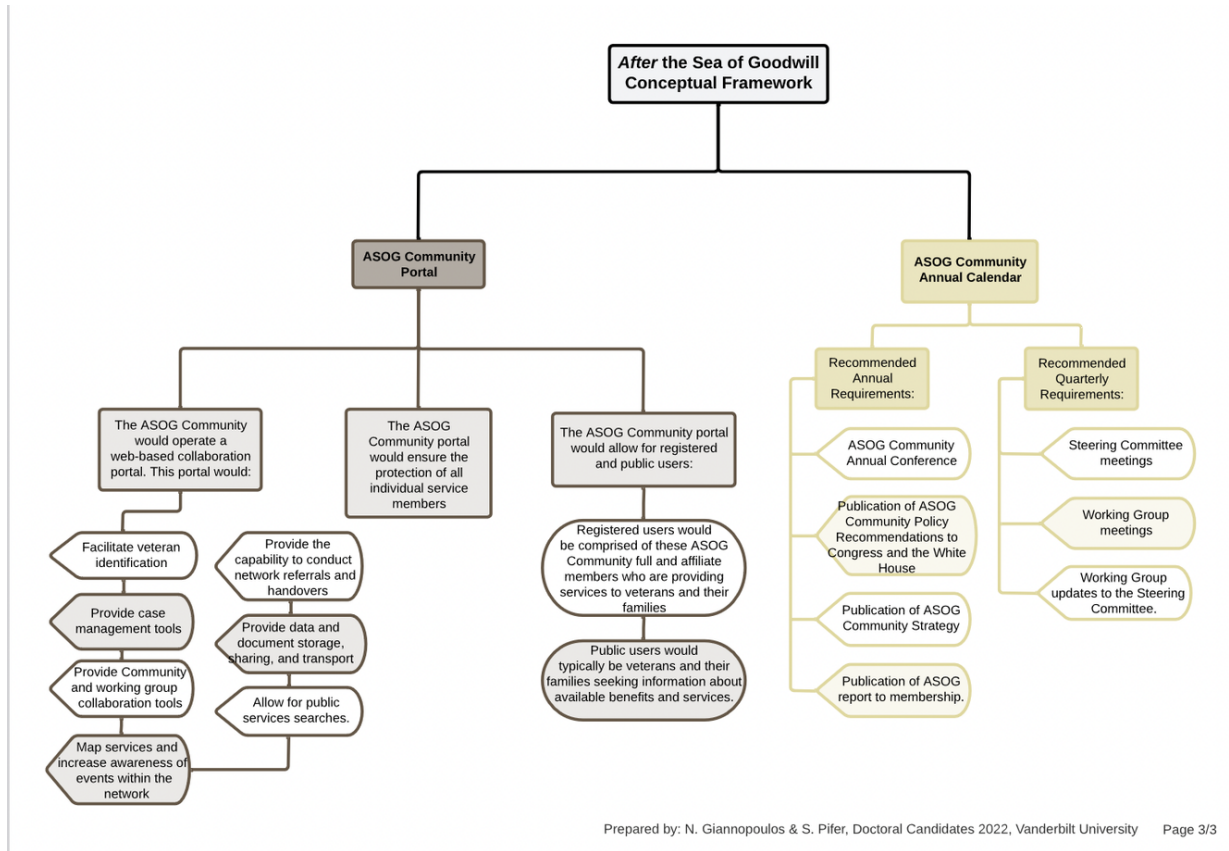 After the Sea of Goodwill
Conceptual Framework
ASOG Community
Portal
ASOG Community
Annual Calendar
The ASOG Community
would operate a
web-based collaboration
portal. This portal would:
Facilitate veteran
identification
Provide case
management tools
Provide Community
and working group
collaboration tools
Map services and
increase awareness of
events within the
network
Provide the
capability to conduct
network referrals and
handovers
Provide data and
document storage,
sharing, and transport
Allow for public
services searches.
The ASOG
Community portal
would ensure the
protection of all
individual service
members
The ASOG Community portal
would allow for registered
and public users:
Registered users would
be comprised of these ASOG
Community full and affiliate
members who are providing
services to veterans and their
families
Public users would
typically be veterans and their
families seeking information about
available benefits and services.
Recommended
Annual
Requirements:
ASOG Community
Annual Conference
Publication of ASOG
Community Policy
Recommendations to
Congress and the White
House
Publication of ASOG
Community Strategy
Publication of ASOG
report to membership.
Recommended
Quarterly
Requirements:
Steering Committee
meetings
Working Group
meetings
Working Group
updates to the Steering
Committee.
Prepared by: N. Giannopoulos & S. Pifer, Doctoral Candidates 2022, Vanderbilt University
Page 3/3